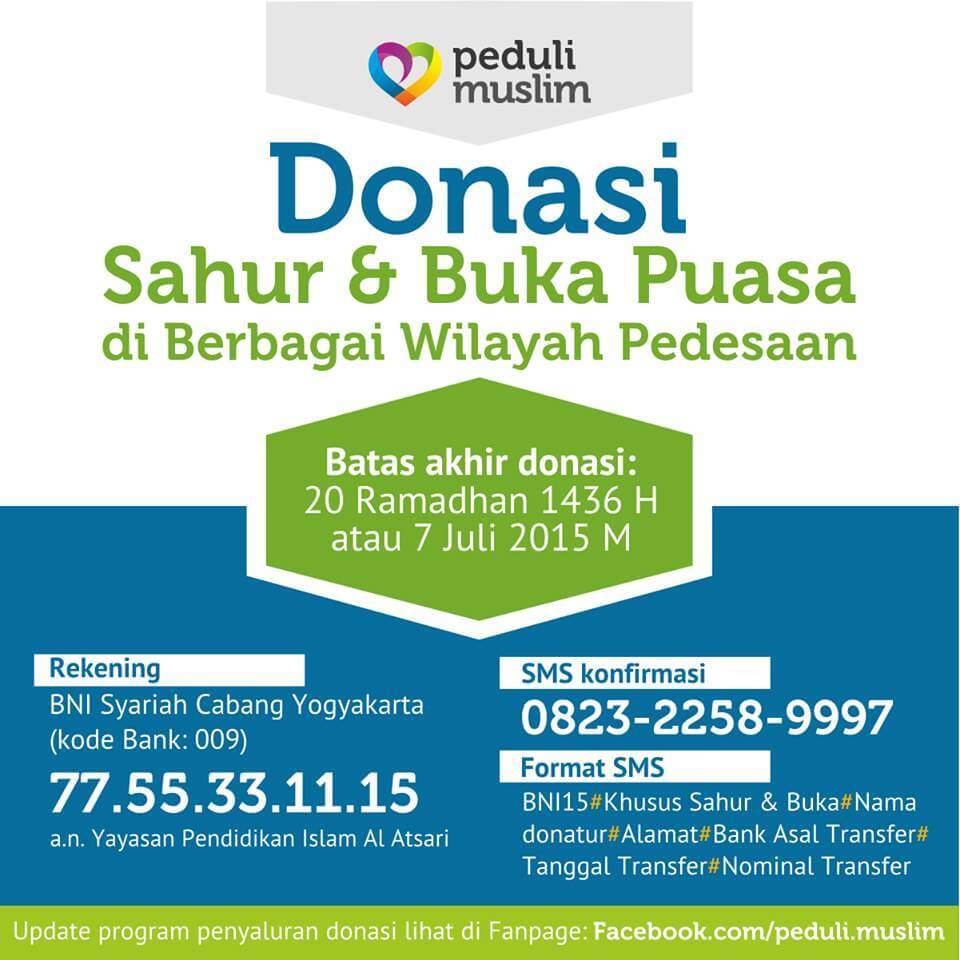 peduli
muslim
Donasi
Sahur & Buka Puasa
di Berbagai Wilayah Pedesaan
Batas akhir donasi:
20 Ramadhan 1436 H
atau 7 Juli 2015 M
Rekening
BNI Syariah Cabang Yogyakarta
(kode Bank: 009)
77.55.33.11.15
a.n. Yayasan Pendidikan Islam Al Atsari
SMS konfirmasi
0823-2258-9997
Format SMS
BNI15#Khusus Sahur & Buka#Nama
donatur#Alamat#Bank Asal Transfer#
Tanggal Transfer#Nominal Transfer
Update program penyaluran donasi lihat di Fanpage: Facebook.com/peduli.muslim